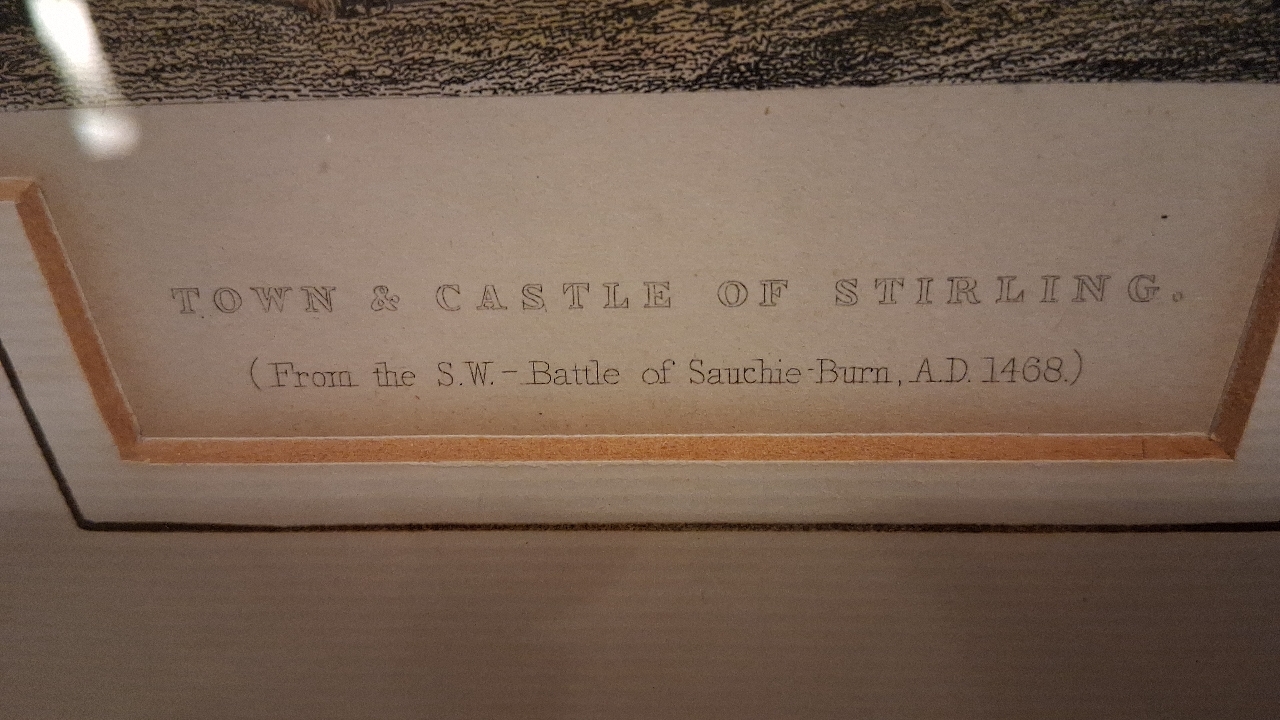 TOWN & CASTLE OF STIRLING.
(From the S.W. - Battle of Sauchie-Burn, A.D. 1468.)